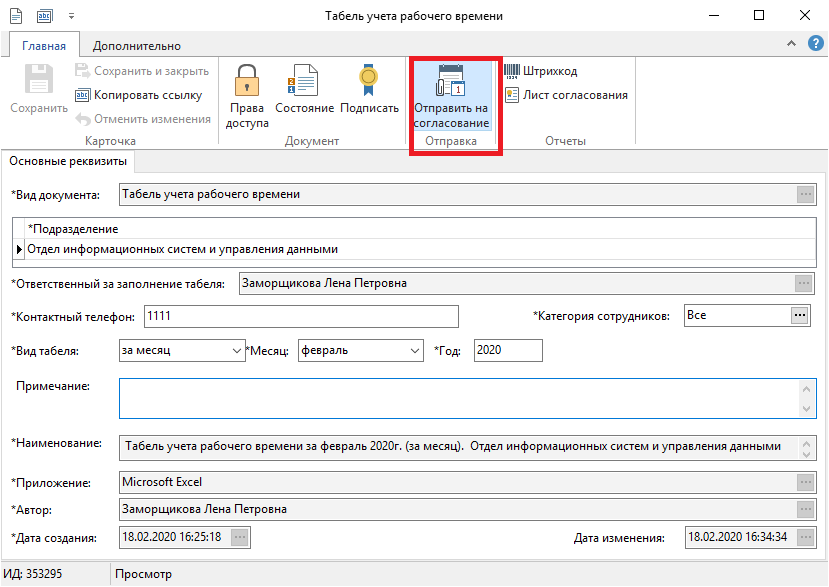 abc
Табель учета рабочего времени
Главная
Дополнительно
?
Сохранить
Сохранить и закрыть
abc Копировать ссылку
Отменить изменения
Карточка
Права
доступа
2
1
Состояние
Подписать
Документ
1
Отправить на
согласование
Отправка
Штрихкод
Лист согласования
Отчеты
Основные реквизиты
*Вид документа: Табель учета рабочего времени ...
*Подразделение
Отдел информационных систем и управления данными
*Ответственный за заполнение табеля: Заморщикова Лена Петровна ...
*Контактный телефон: 1111 *Категория сотрудников: Все ...
*Вид табеля: за месяц *Месяц: февраль *Год: 2020
Примечание:
*Наименование: Табель учета рабочего времени за февраль 2020г. (за месяц). Отдел информационных систем и управления данными
*Приложение: Microsoft Excel ...
*Автор: Заморщикова Лена Петровна ...
*Дата создания: 18.02.2020 16:25:18 ... Дата изменения: 18.02.2020 16:34:34 ...
ИД: 353295 Просмотр